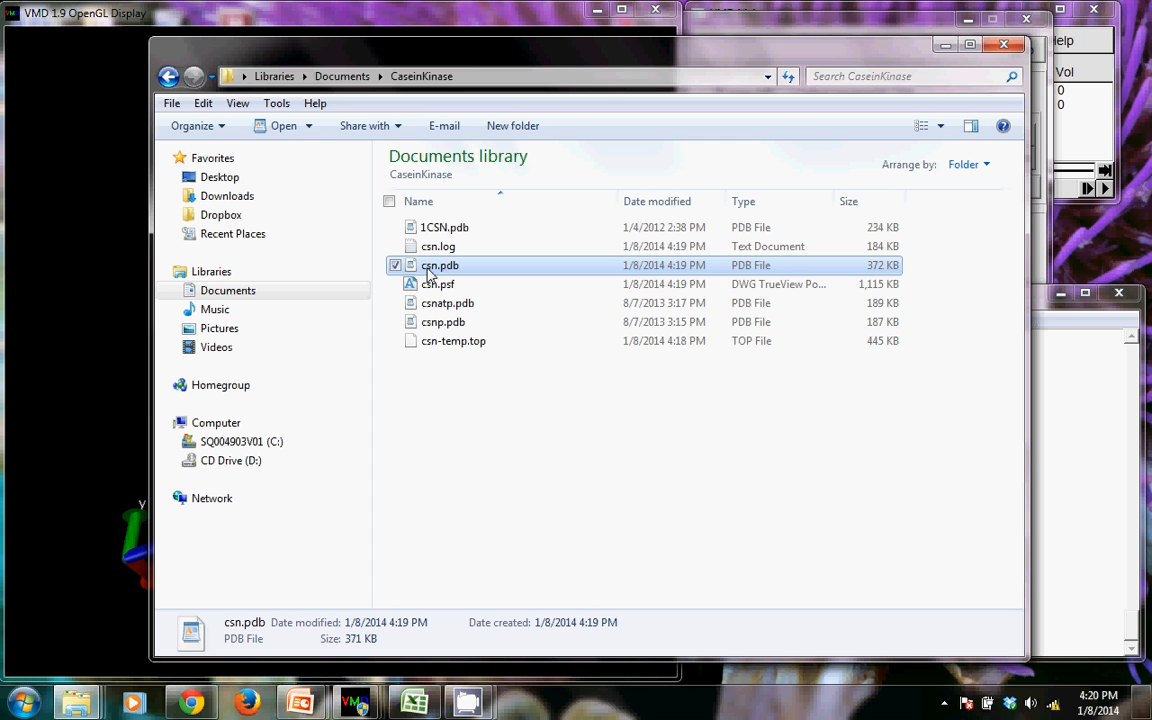 VMD 1.9 OpenGL Display
Help
Vol
0
0
Libraries Documents CaseinKinase
Search CaseinKinase
File Edit View Tools Help
Organize Open Share with E-mail New folder
Documents library
CaseinKinase
Arrange by: Folder
Name Date modified Type Size
1CSN.pdb 1/4/2012 2:38 PM PDB File 234 KB
csn.log 1/8/2014 4:19 PM Text Document 184 KB
csn.pdb 1/8/2014 4:19 PM PDB File 372 KB
csn.psf 1/8/2014 4:19 PM DWG TrueView Po... 1,115 KB
csnatp.pdb 8/7/2013 3:17 PM PDB File 189 KB
csnp.pdb 8/7/2013 3:15 PM PDB File 187 KB
csn-temp.top 1/8/2014 4:18 PM TOP File 445 KB
Favorites
Desktop
Downloads
Dropbox
Recent Places
Libraries
Documents
Music
Pictures
Videos
Homegroup
Computer
SQ004903V01 (C:)
CD Drive (D:)
Network
y
csn.pdb Date modified: 1/8/2014 4:19 PM Date created: 1/8/2014 4:19 PM
PDB File Size: 371 KB
VMD
4:20 PM
1/8/2014